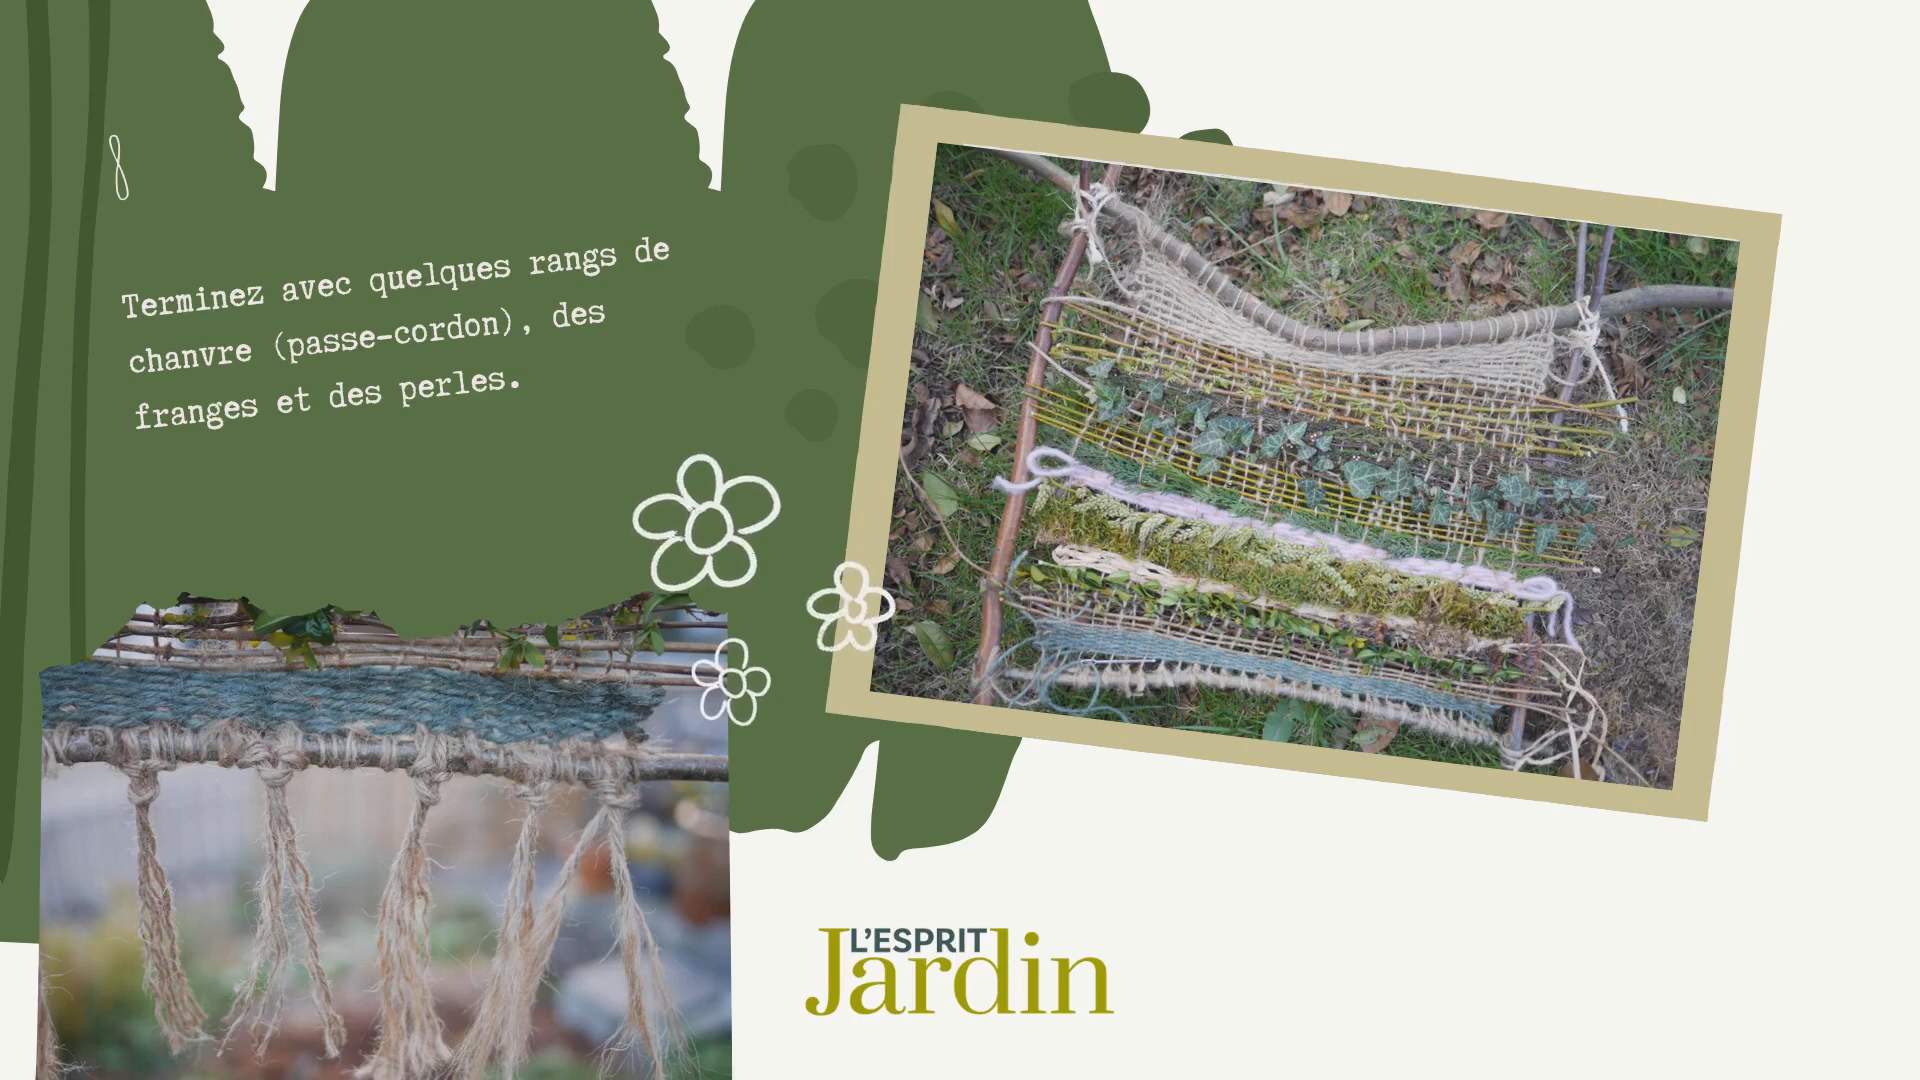 Terminez avec quelques rangs de
chanvre (passe-cordon), des
franges et des perles.
L'ESPRIT
Jardin